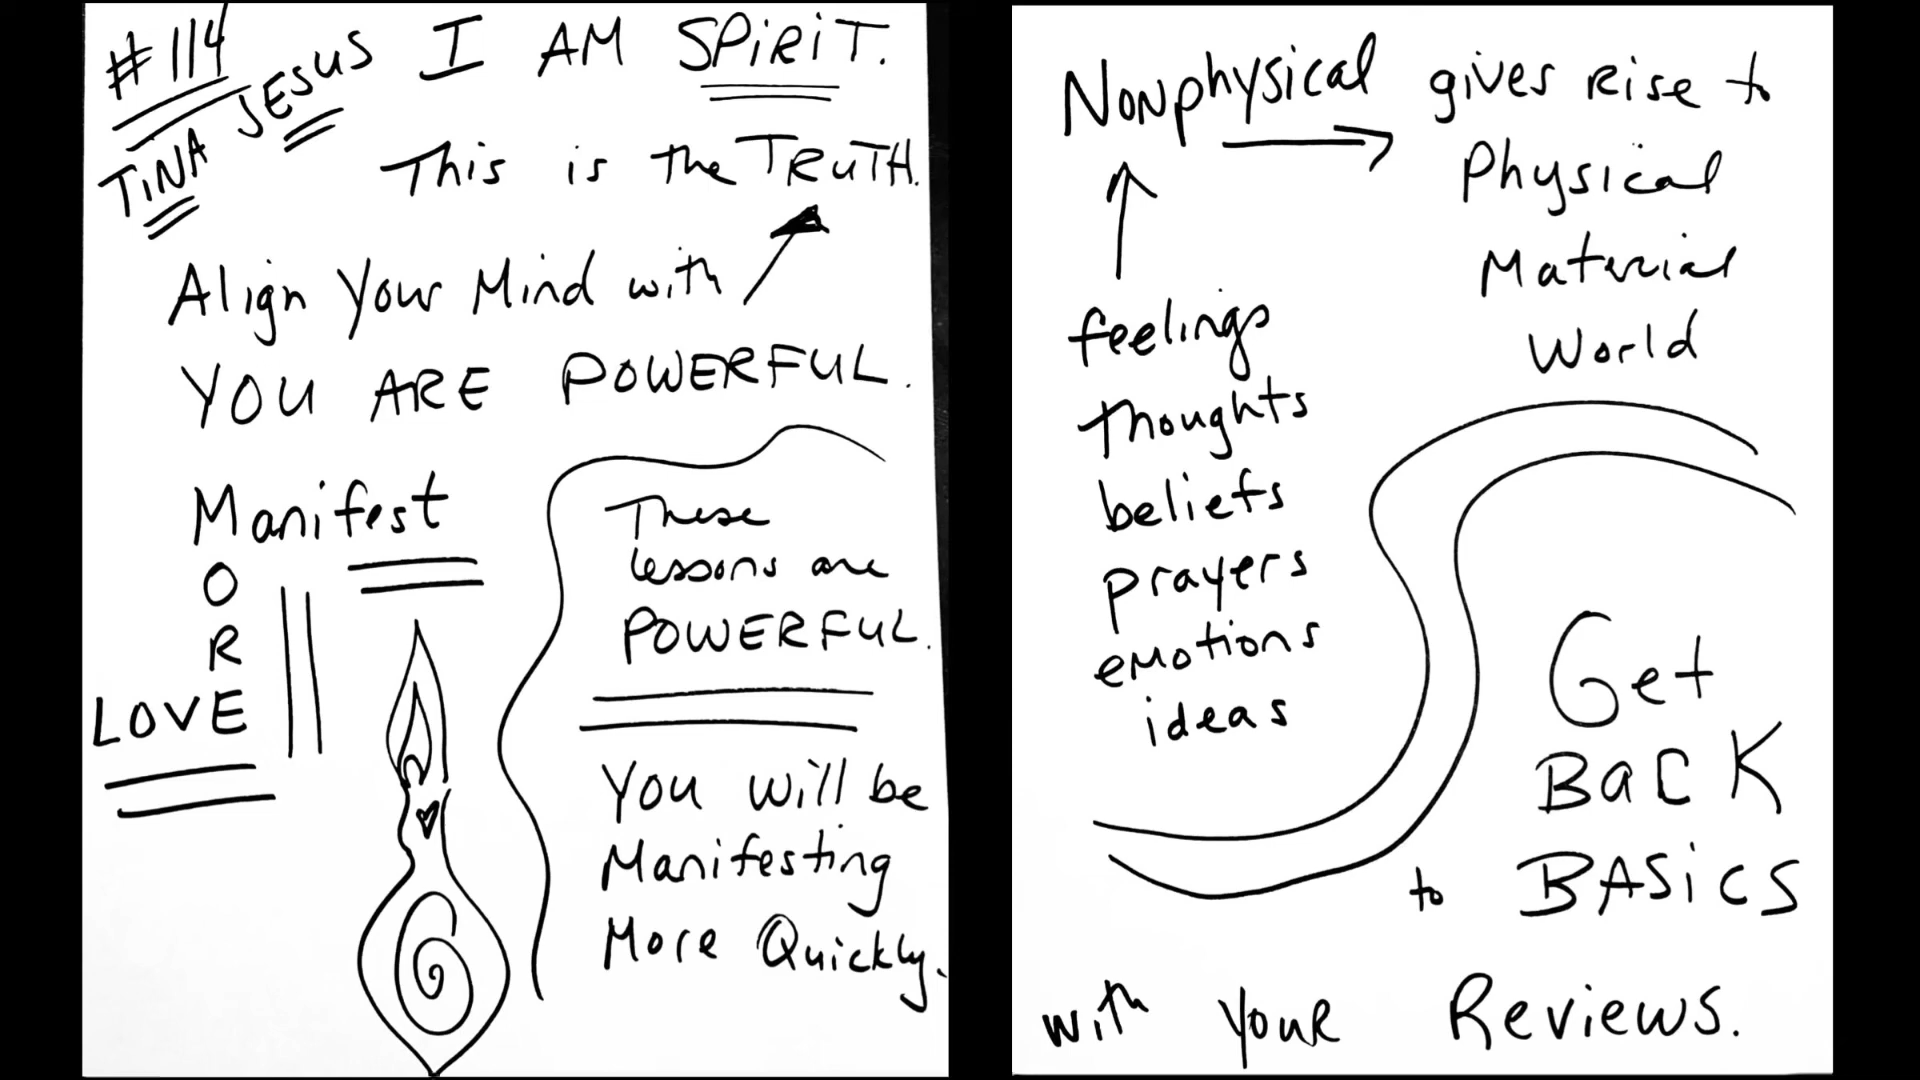 #114
TiNA JESUS I AM SPiRiT.
This is the TRuTH.
Align Your Mind with
YOU ARE POWERFUL.
Manifest
O
R
LOVE
These
lessons are
POWERFUL.
You will be
Manifesting
More Quickly.
Nonphysical gives rise to
Physical
Material
World
feelings
thoughts
beliefs
prayers
emotions
ideas
Get
BaCK
to BASiCS
with your Reviews.